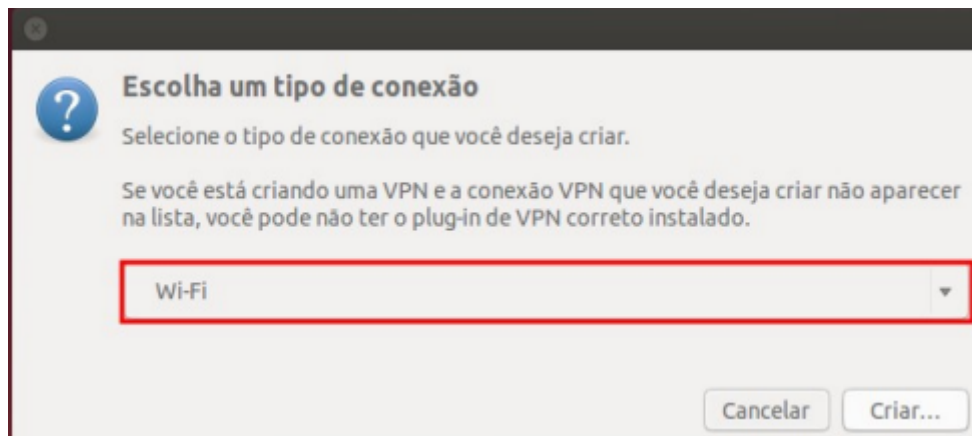 Escolha um tipo de conexão
Selecione o tipo de conexão que você deseja criar.
Se você está criando uma VPN e a conexão VPN que você deseja criar não aparecer
na lista, você pode não ter o plug-in de VPN correto instalado.
Wi-Fi
Cancelar
Criar...